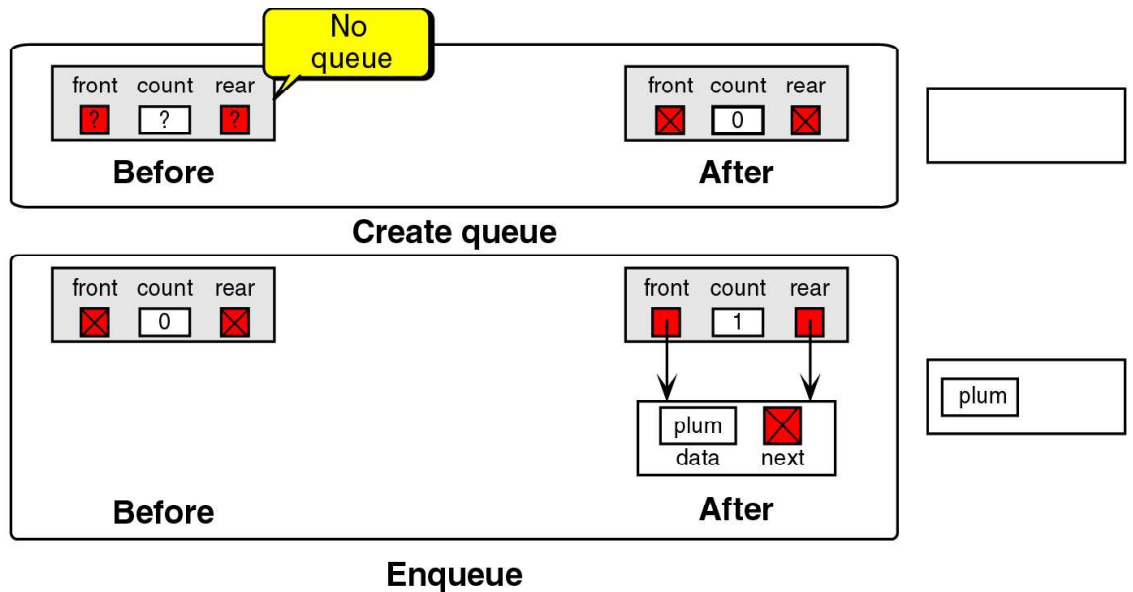 No
queue
front count rear
? ? ?
Before
front count rear
0
After
Create queue
front count rear
0
Before
front count rear
1
plum
data next
After
plum
Enqueue